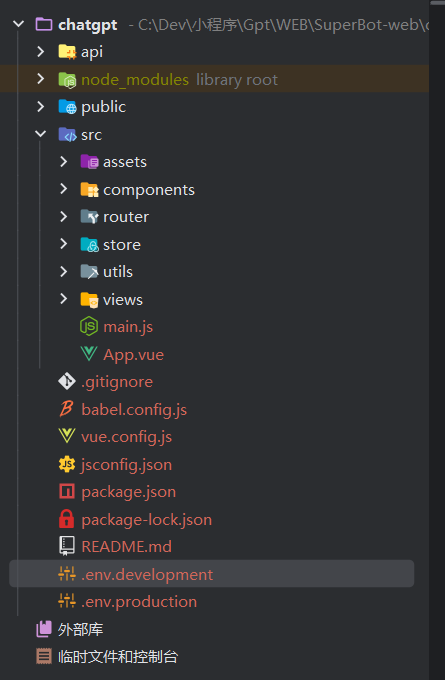 chatgpt - C:\Dev\小程序\Gpt\WEB\SuperBot-web\
api
node_modules library root
public
src
assets
components
router
store
utils
views
main.js
App.vue
.gitignore
babel.config.js
vue.config.js
jsconfig.json
package.json
package-lock.json
README.md
.env.development
.env.production
外部库
临时文件和控制台